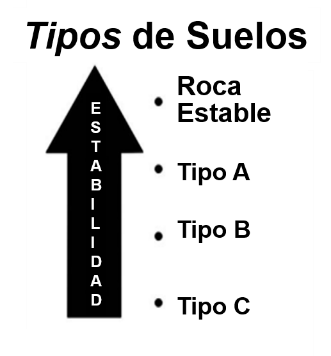 Tipos de Suelos
ESTABILIDAD
• Roca
Estable
• Tipo A
• Tipo B
• Tipo C